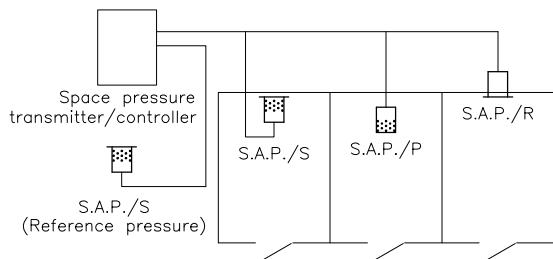 Space pressure
transmitter/controller
S.A.P./S
(Reference pressure)
S.A.P./S
S.A.P./P
S.A.P./R